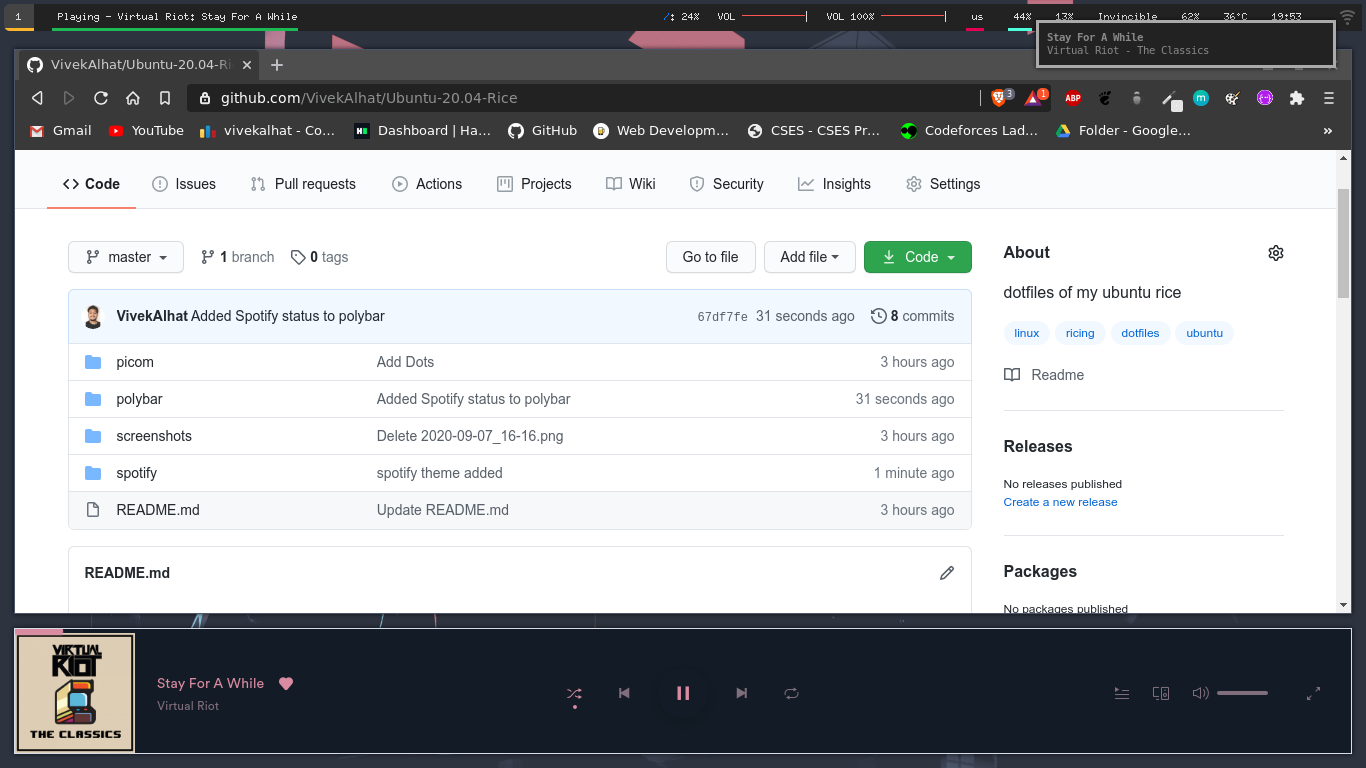 1 Playing - Virtual Riot: Stay For A While /: 24% VOL VOL 100% us 44% 13% Invincible 62% 36°C 19:53
Stay For A While
Virtual Riot - The Classics
VivekAlhat/Ubuntu-20.04-Ri
github.com/VivekAlhat/Ubuntu-20.04-Rice 3 1 ABP m
Gmail YouTube vivekalhat - Co... Dashboard | Ha... GitHub Web Developm... CSES - CSES Pr... Codeforces Lad... Folder - Google... »
Code Issues Pull requests Actions Projects Wiki Security Insights Settings
master 1 branch 0 tags Go to file Add file Code
VivekAlhat Added Spotify status to polybar 67df7fe 31 seconds ago 8 commits
picom Add Dots 3 hours ago
polybar Added Spotify status to polybar 31 seconds ago
screenshots Delete 2020-09-07_16-16.png 3 hours ago
spotify spotify theme added 1 minute ago
README.md Update README.md 3 hours ago
README.md
About
dotfiles of my ubuntu rice
linux ricing dotfiles ubuntu
Readme
Releases
No releases published
Create a new release
Packages
No packages published
VIRTUAL
RIOT
THE CLASSICS
Stay For A While
Virtual Riot